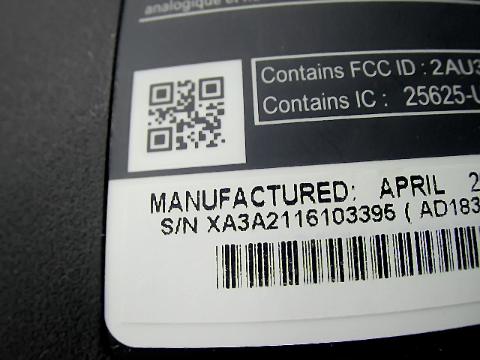 analogique et
Contains FCC ID : 2AU3
Contains IC : 25625-U
MANUFACTURED: APRIL 2
S/N XA3A2116103395 ( AD183